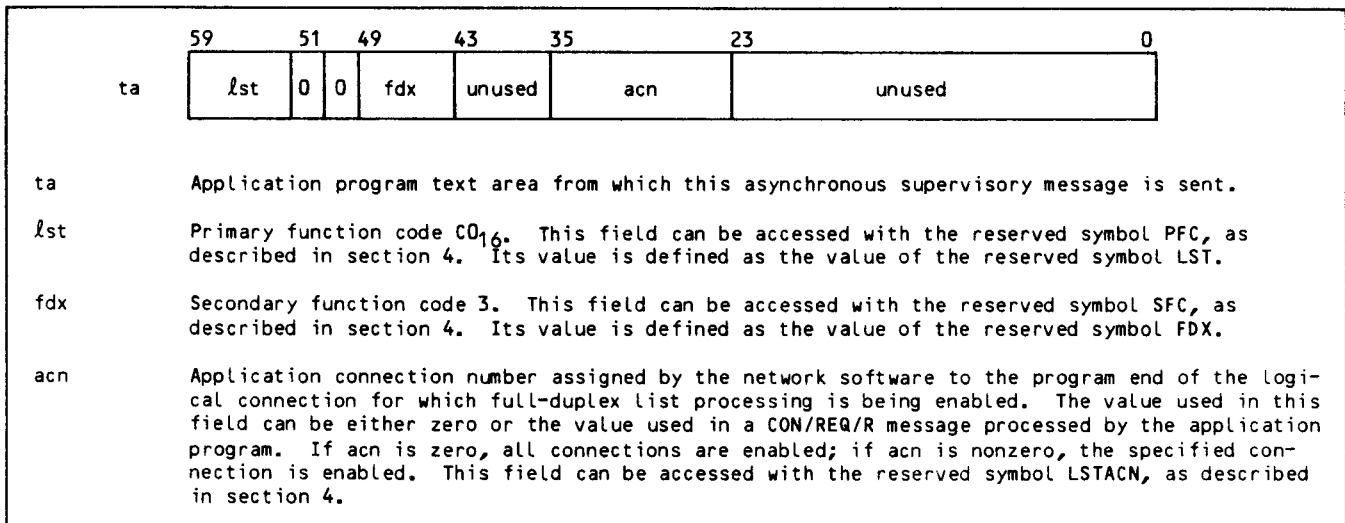 59 51 49 43 35 23 0
ta ℓst 0 0 fdx unused acn unused
ta Application program text area from which this asynchronous supervisory message is sent.
ℓst Primary function code C0₁₆. This field can be accessed with the reserved symbol PFC, as
described in section 4. Its value is defined as the value of the reserved symbol LST.
fdx Secondary function code 3. This field can be accessed with the reserved symbol SFC, as
described in section 4. Its value is defined as the value of the reserved symbol FDX.
acn Application connection number assigned by the network software to the program end of the logi-
cal connection for which full-duplex list processing is being enabled. The value used in this
field can be either zero or the value used in a CON/REQ/R message processed by the application
program. If acn is zero, all connections are enabled; if acn is nonzero, the specified con-
nection is enabled. This field can be accessed with the reserved symbol LSTACN, as described
in section 4.